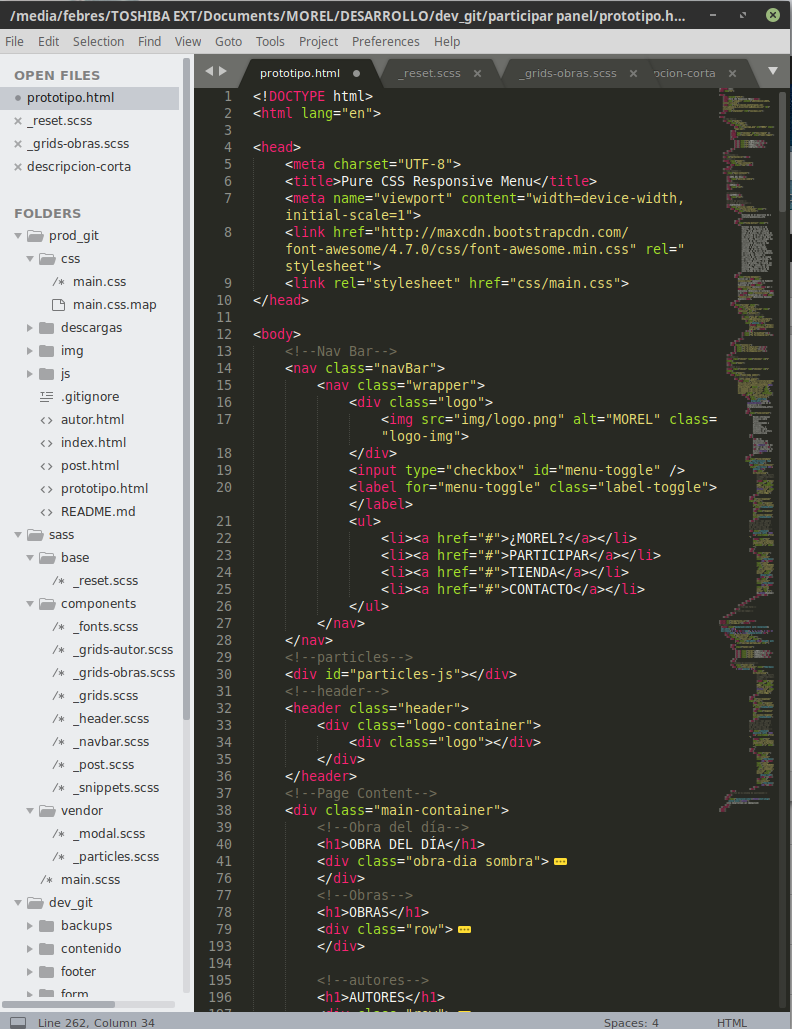 /media/febres/TOSHIBA EXT/Documents/MOREL/DESARROLLO/dev_git/participar panel/prototipo.h...
File Edit Selection Find View Goto Tools Project Preferences Help
OPEN FILES
prototipo.html
_reset.scss
_grids-obras.scss
descripcion-corta
FOLDERS
prod_git
css
/* main.css
main.css.map
descargas
img
js
.gitignore
<> autor.html
<> index.html
<> post.html
<> prototipo.html
<> README.md
sass
base
/* _reset.scss
components
/* _fonts.scss
/* _grids-autor.scss
/* _grids-obras.scss
/* _grids.scss
/* _header.scss
/* _navbar.scss
/* _post.scss
/* _snippets.scss
vendor
/* _modal.scss
/* _particles.scss
/* main.scss
dev_git
backups
contenido
footer
form
prototipo.html _reset.scss _grids-obras.scss pcion-corta
1 <!DOCTYPE html>
2 <html lang="en">
3
4 <head>
5 <meta charset="UTF-8">
6 <title>Pure CSS Responsive Menu</title>
7 <meta name="viewport" content="width=device-width,
initial-scale=1">
8 <link href="http://maxcdn.bootstrapcdn.com/
font-awesome/4.7.0/css/font-awesome.min.css" rel="
stylesheet">
9 <link rel="stylesheet" href="css/main.css">
10 </head>
11
12 <body>
13 <!--Nav Bar-->
14 <nav class="navBar">
15 <nav class="wrapper">
16 <div class="logo">
17 <img src="img/logo.png" alt="MOREL" class=
"logo-img">
18 </div>
19 <input type="checkbox" id="menu-toggle" />
20 <label for="menu-toggle" class="label-toggle">
</label>
21 <ul>
22 <li><a href="#">¿MOREL?</a></li>
23 <li><a href="#">PARTICIPAR</a></li>
24 <li><a href="#">TIENDA</a></li>
25 <li><a href="#">CONTACTO</a></li>
26 </ul>
27 </nav>
28 </nav>
29 <!--particles-->
30 <div id="particles-js"></div>
31 <!--header-->
32 <header class="header">
33 <div class="logo-container">
34 <div class="logo"></div>
35 </div>
36 </header>
37 <!--Page Content-->
38 <div class="main-container">
39 <!--Obra del día-->
40 <h1>OBRA DEL DÍA</h1>
41 <div class="obra-dia sombra">
76 </div>
77 <!--Obras-->
78 <h1>OBRAS</h1>
79 <div class="row">
193 </div>
194
195 <!--autores-->
196 <h1>AUTORES</h1>
197 <div class="row">
Line 262, Column 34 Spaces: 4 HTML